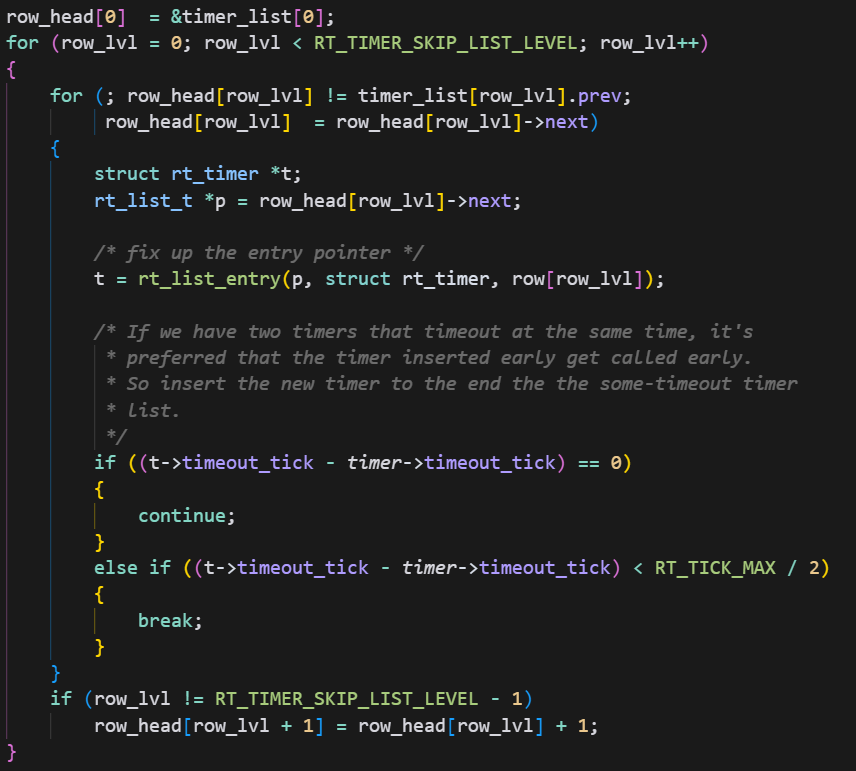 row_head[0]  = &timer_list[0];
for (row_lvl = 0; row_lvl < RT_TIMER_SKIP_LIST_LEVEL; row_lvl++)
{
    for (; row_head[row_lvl] != timer_list[row_lvl].prev;
         row_head[row_lvl]  = row_head[row_lvl]->next)
    {
        struct rt_timer *t;
        rt_list_t *p = row_head[row_lvl]->next;

        /* fix up the entry pointer */
        t = rt_list_entry(p, struct rt_timer, row[row_lvl]);

        /* If we have two timers that timeout at the same time, it's
         * preferred that the timer inserted early get called early.
         * So insert the new timer to the end the the some-timeout timer
         * list.
         */
        if ((t->timeout_tick - timer->timeout_tick) == 0)
        {
            continue;
        }
        else if ((t->timeout_tick - timer->timeout_tick) < RT_TICK_MAX / 2)
        {
            break;
        }
    }
    if (row_lvl != RT_TIMER_SKIP_LIST_LEVEL - 1)
        row_head[row_lvl + 1] = row_head[row_lvl] + 1;
}